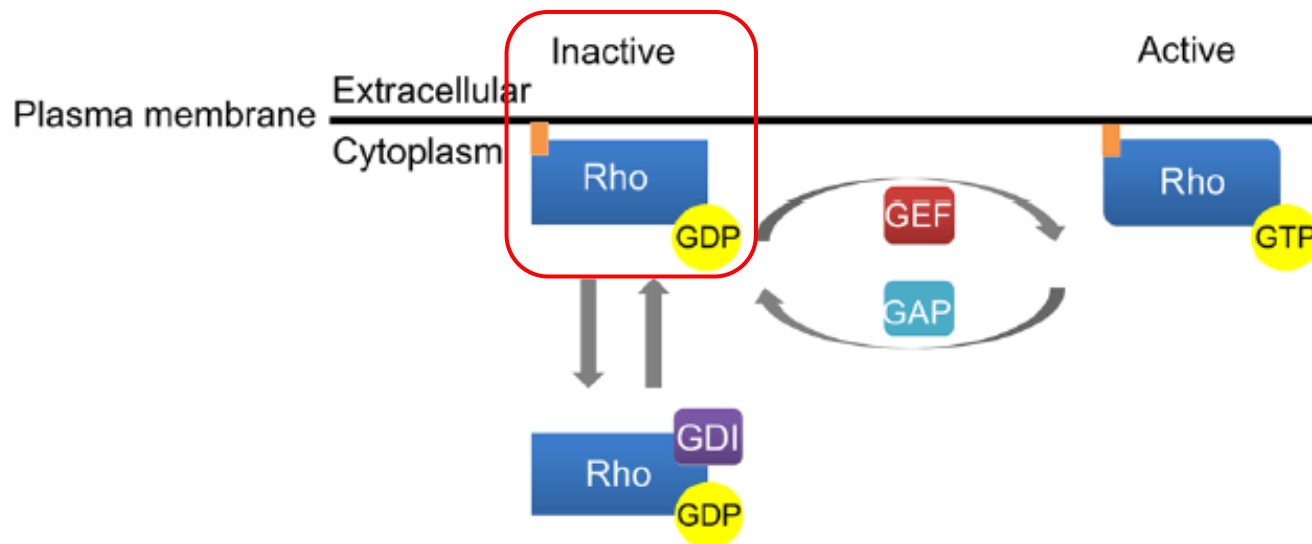 Inactive
Active
Extracellular
Plasma membrane
Cytoplasm
Rho
Rho
GEF
GDP
GTP
GAP
GDI
Rho
GDP